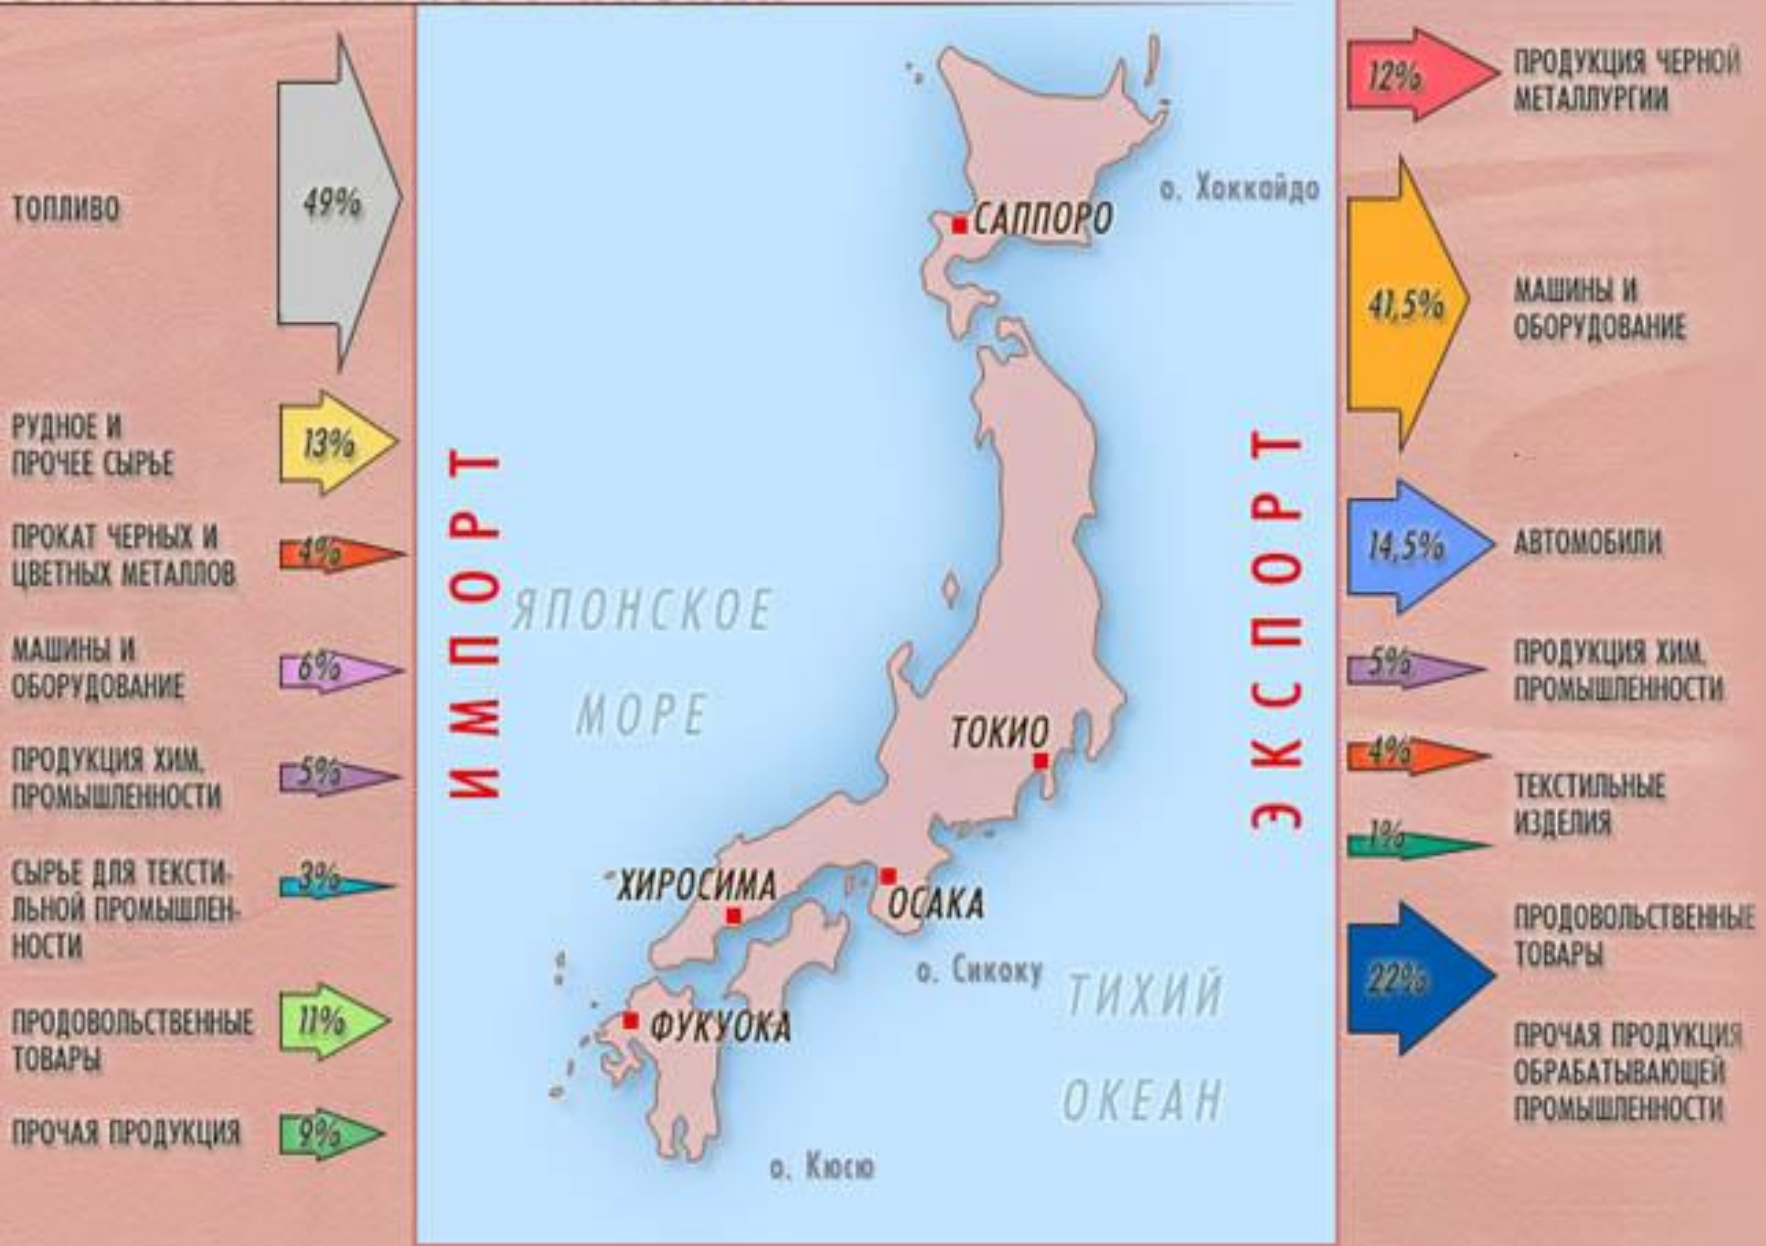 ТОПЛИВО
49%
РУДНОЕ И
ПРОЧЕЕ СЫРЬЕ
13%
ПРОКАТ ЧЕРНЫХ И
ЦВЕТНЫХ МЕТАЛЛОВ
4%
МАШИНЫ И
ОБОРУДОВАНИЕ
6%
ПРОДУКЦИЯ ХИМ.
ПРОМЫШЛЕННОСТИ
5%
СЫРЬЕ ДЛЯ ТЕКСТИ-
ЛЬНОЙ ПРОМЫШЛЕН-
НОСТИ
3%
ПРОДОВОЛЬСТВЕННЫЕ
ТОВАРЫ
11%
ПРОЧАЯ ПРОДУКЦИЯ
9%
ИМПОРТ
ЯПОНСКОЕ
МОРЕ
о. Хоккайдо
САППОРО
ТОКИО
ХИРОСИМА
ОСАКА
о. Сикоку
ФУКУОКА
ТИХИЙ
ОКЕАН
о. Кюсю
ЭКСПОРТ
12%
ПРОДУКЦИЯ ЧЕРНОЙ
МЕТАЛЛУРГИИ
41,5%
МАШИНЫ И
ОБОРУДОВАНИЕ
14,5%
АВТОМОБИЛИ
5%
ПРОДУКЦИЯ ХИМ.
ПРОМЫШЛЕННОСТИ
4%
ТЕКСТИЛЬНЫЕ
ИЗДЕЛИЯ
1%
ПРОДОВОЛЬСТВЕННЫЕ
ТОВАРЫ
22%
ПРОЧАЯ ПРОДУКЦИЯ
ОБРАБАТЫВАЮЩЕЙ
ПРОМЫШЛЕННОСТИ